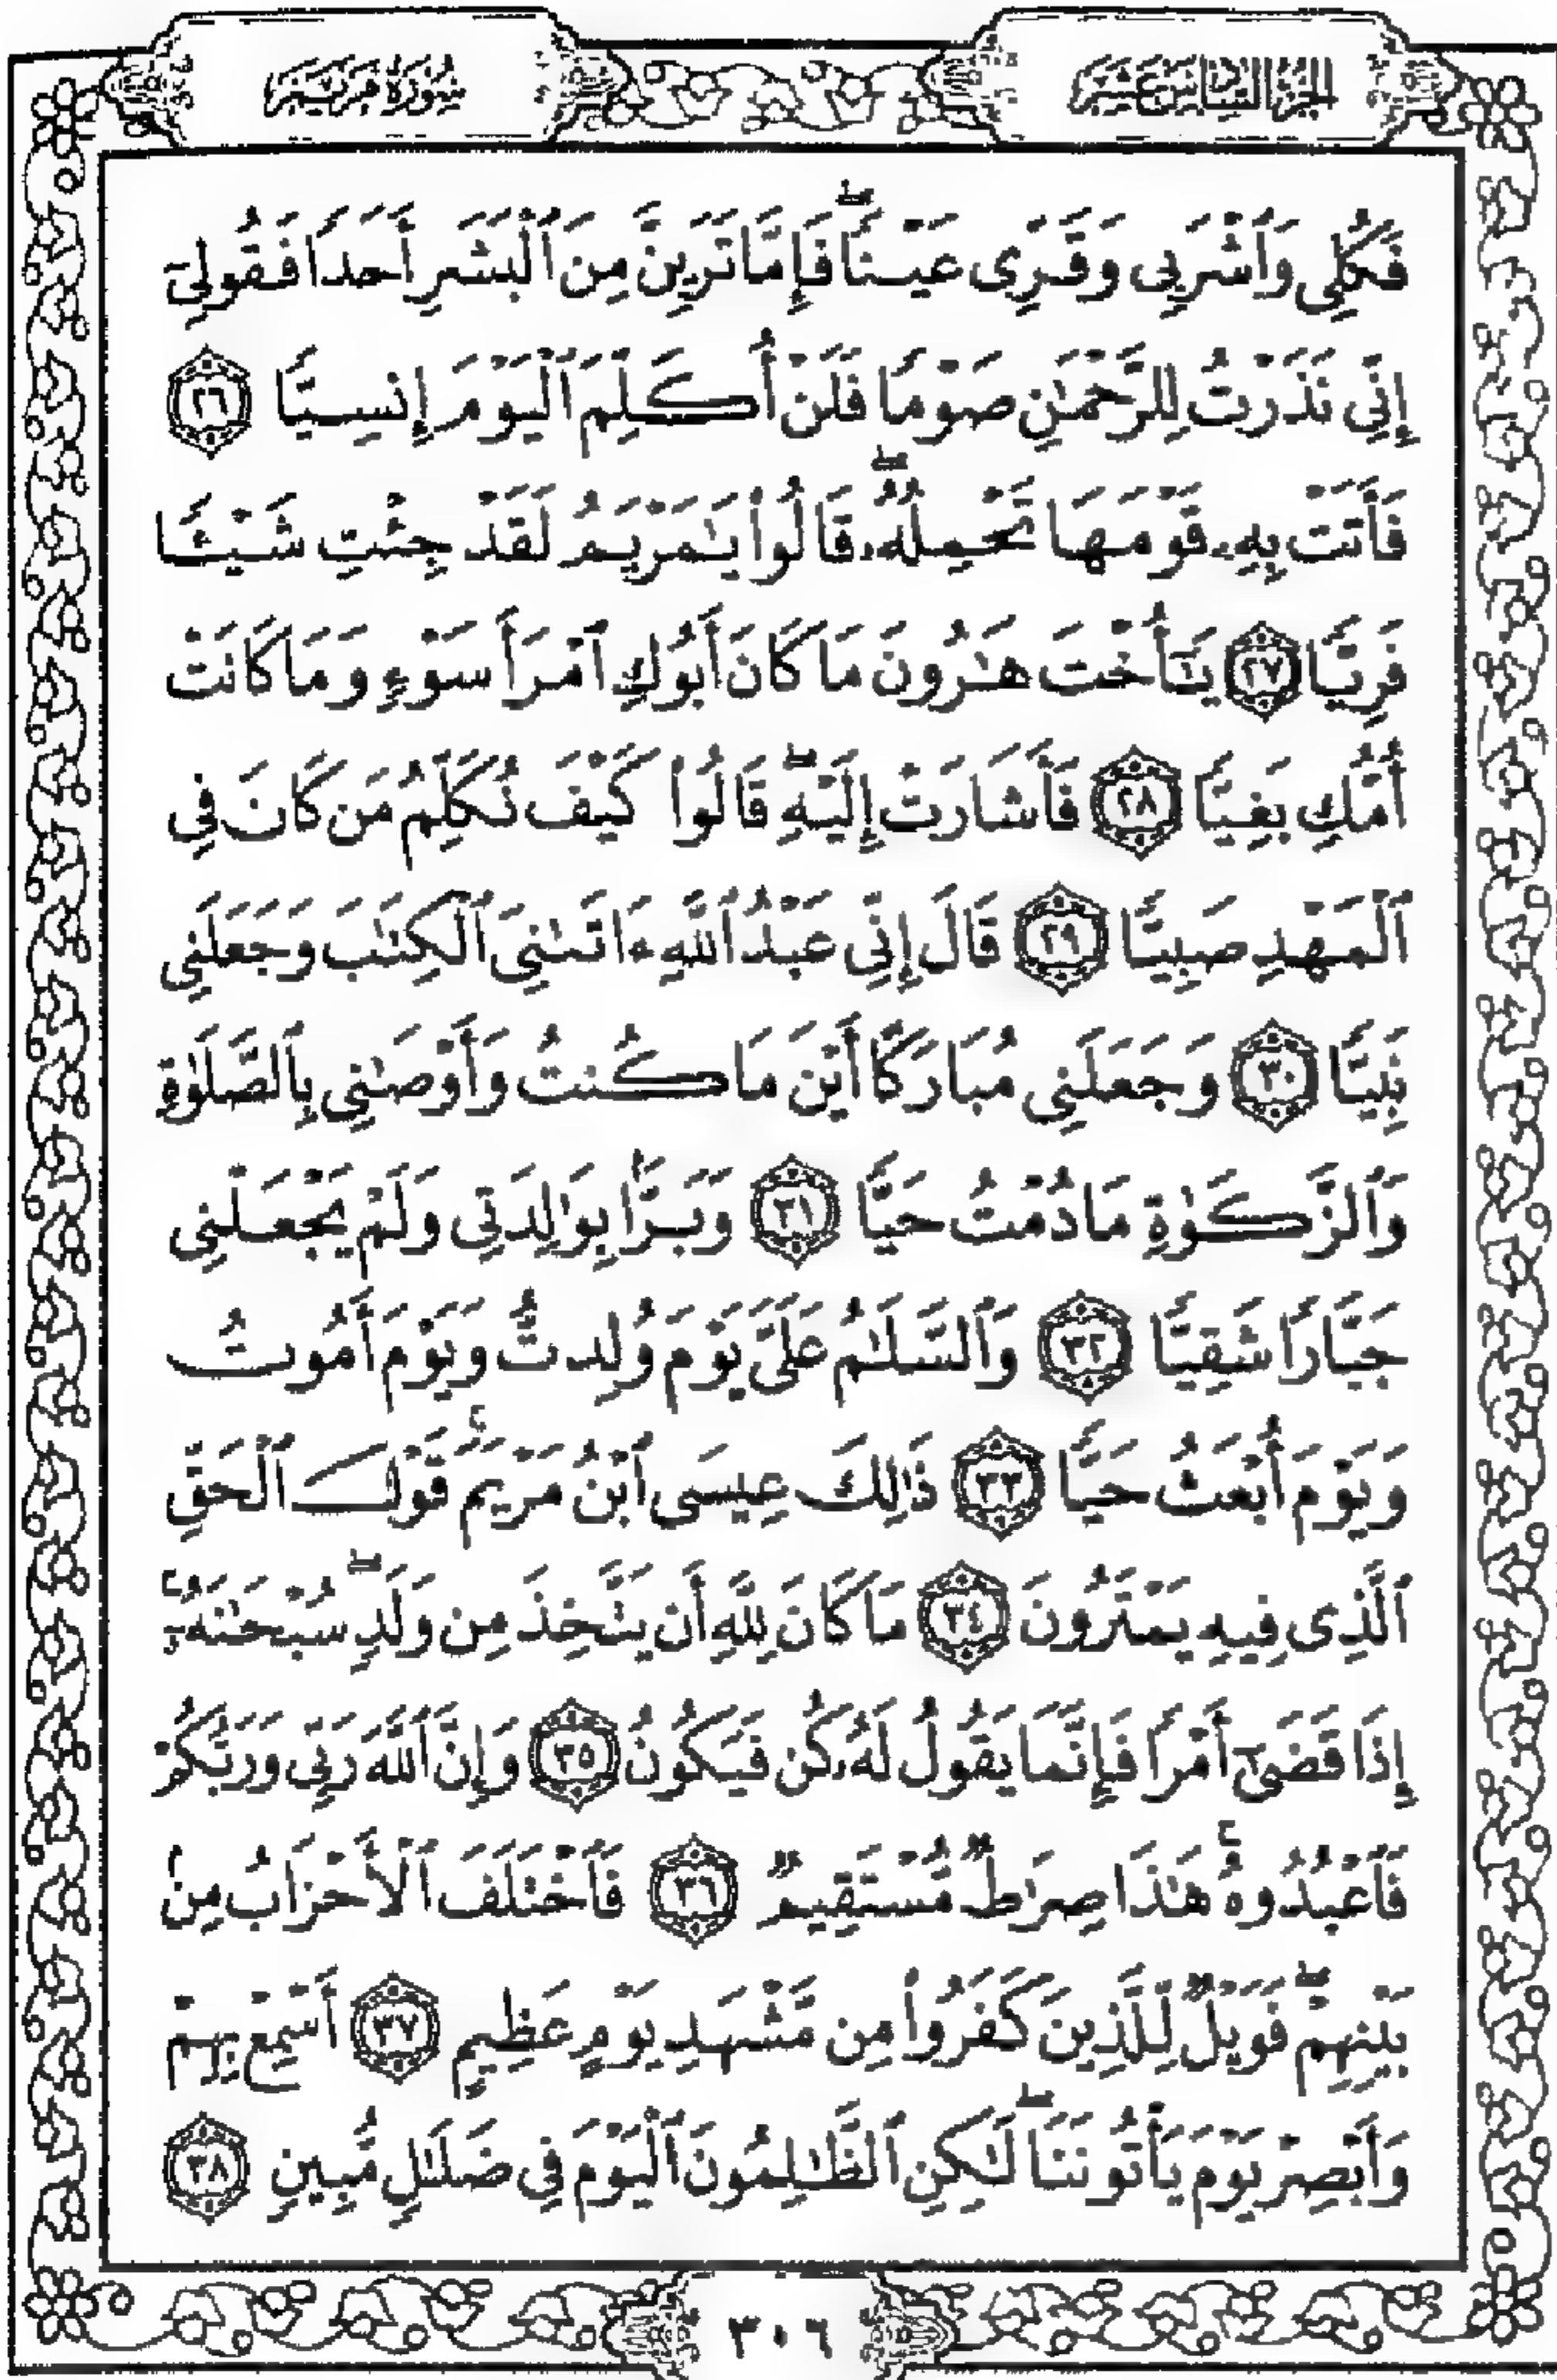 الجزء السادس عشر
سورة مريم
فَكُلِي وَٱشْرَبِي وَقَرِّي عَيْنًاۖ فَإِمَّا تَرَيِنَّ مِنَ ٱلْبَشَرِ أَحَدًا فَقُولِيٓ
إِنِّي نَذَرْتُ لِلرَّحْمَٰنِ صَوْمًا فَلَنْ أُكَلِّمَ ٱلْيَوْمَ إِنسِيًّا ٢٦
فَأَتَتْ بِهِۦ قَوْمَهَا تَحْمِلُهُۥۖ قَالُوا۟ يَٰمَرْيَمُ لَقَدْ جِئْتِ شَيْـًٔا
فَرِيًّا ٢٧ يَٰٓأُخْتَ هَٰرُونَ مَا كَانَ أَبُوكِ ٱمْرَأَ سَوْءٍ وَمَا كَانَتْ
أُمُّكِ بَغِيًّا ٢٨ فَأَشَارَتْ إِلَيْهِۖ قَالُوا۟ كَيْفَ نُكَلِّمُ مَن كَانَ فِي
ٱلْمَهْدِ صَبِيًّا ٢٩ قَالَ إِنِّي عَبْدُ ٱللَّهِ ءَاتَىٰنِيَ ٱلْكِتَٰبَ وَجَعَلَنِي
نَبِيًّا ٣٠ وَجَعَلَنِي مُبَارَكًا أَيْنَ مَا كُنتُ وَأَوْصَٰنِي بِٱلصَّلَوٰةِ
وَٱلزَّكَوٰةِ مَا دُمْتُ حَيًّا ٣١ وَبَرًّۢا بِوَٰلِدَتِي وَلَمْ يَجْعَلْنِي
جَبَّارًا شَقِيًّا ٣٢ وَٱلسَّلَٰمُ عَلَيَّ يَوْمَ وُلِدتُّ وَيَوْمَ أَمُوتُ
وَيَوْمَ أُبْعَثُ حَيًّا ٣٣ ذَٰلِكَ عِيسَى ٱبْنُ مَرْيَمَۚ قَوْلَ ٱلْحَقِّ
ٱلَّذِي فِيهِ يَمْتَرُونَ ٣٤ مَا كَانَ لِلَّهِ أَن يَتَّخِذَ مِن وَلَدٍۖ سُبْحَٰنَهُۥٓۚ
إِذَا قَضَىٰٓ أَمْرًا فَإِنَّمَا يَقُولُ لَهُۥ كُن فَيَكُونُ ٣٥ وَإِنَّ ٱللَّهَ رَبِّي وَرَبُّكُمْ
فَٱعْبُدُوهُۚ هَٰذَا صِرَٰطٌ مُّسْتَقِيمٌ ٣٦ فَٱخْتَلَفَ ٱلْأَحْزَابُ مِنۢ
بَيْنِهِمْۖ فَوَيْلٌ لِّلَّذِينَ كَفَرُوا۟ مِن مَّشْهَدِ يَوْمٍ عَظِيمٍ ٣٧ أَسْمِعْ بِهِمْ
وَأَبْصِرْ يَوْمَ يَأْتُونَنَاۖ لَٰكِنِ ٱلظَّٰلِمُونَ ٱلْيَوْمَ فِي ضَلَٰلٍ مُّبِينٍ ٣٨
٣٠٦